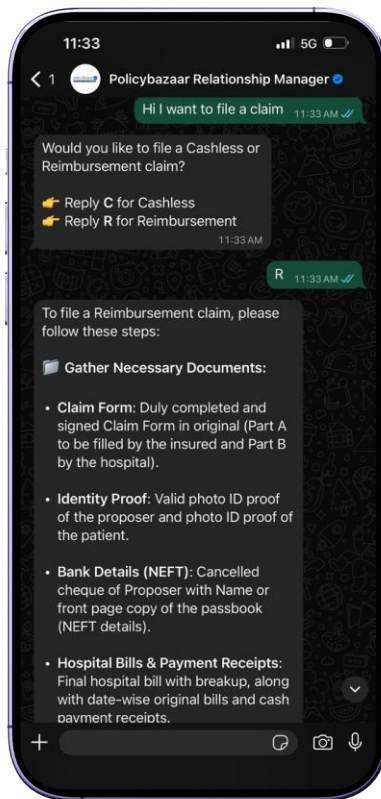 11:33
5G
1
Policybazaar Relationship Manager
Hi I want to file a claim 11:33 AM
Would you like to file a Cashless or
Reimbursement claim?
👉 Reply C for Cashless
👉 Reply R for Reimbursement
11:33 AM
R 11:33 AM
To file a Reimbursement claim, please
follow these steps:
📁 Gather Necessary Documents:
• Claim Form: Duly completed and
signed Claim Form in original (Part A
to be filled by the insured and Part B
by the hospital).
• Identity Proof: Valid photo ID proof
of the proposer and photo ID proof of
the patient.
• Bank Details (NEFT): Cancelled
cheque of Proposer with Name or
front page copy of the passbook
(NEFT details).
• Hospital Bills & Payment Receipts:
Final hospital bill with breakup, along
with date-wise original bills and cash
payment receipts.